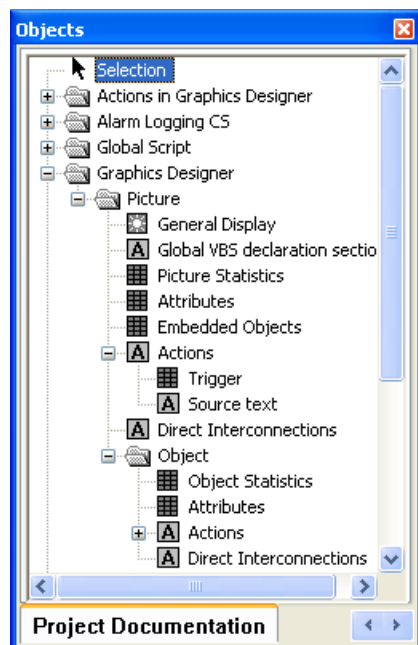 Objects
Selection
Actions in Graphics Designer
Alarm Logging CS
Global Script
Graphics Designer
Picture
General Display
A Global VBS declaration sectio
Picture Statistics
Attributes
Embedded Objects
A Actions
Trigger
A Source text
A Direct Interconnections
Object
Object Statistics
Attributes
A Actions
A Direct Interconnections
Project Documentation